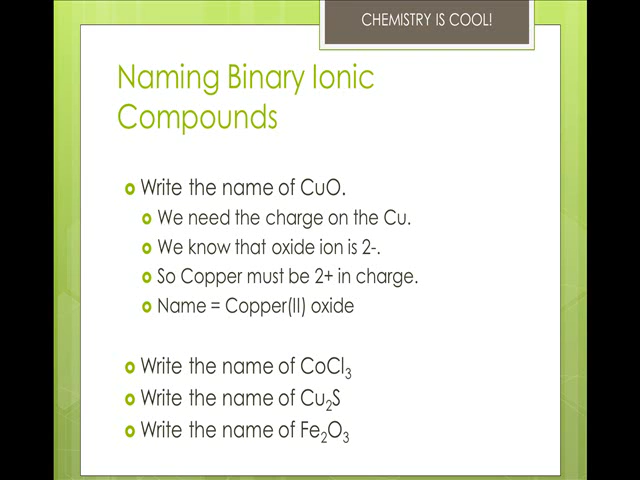 CHEMISTRY IS COOL!
Naming Binary Ionic
Compounds
Write the name of CuO.
We need the charge on the Cu.
We know that oxide ion is 2-.
So Copper must be 2+ in charge.
Name = Copper(II) oxide
Write the name of CoCl₃
Write the name of Cu₂S
Write the name of Fe₂O₃